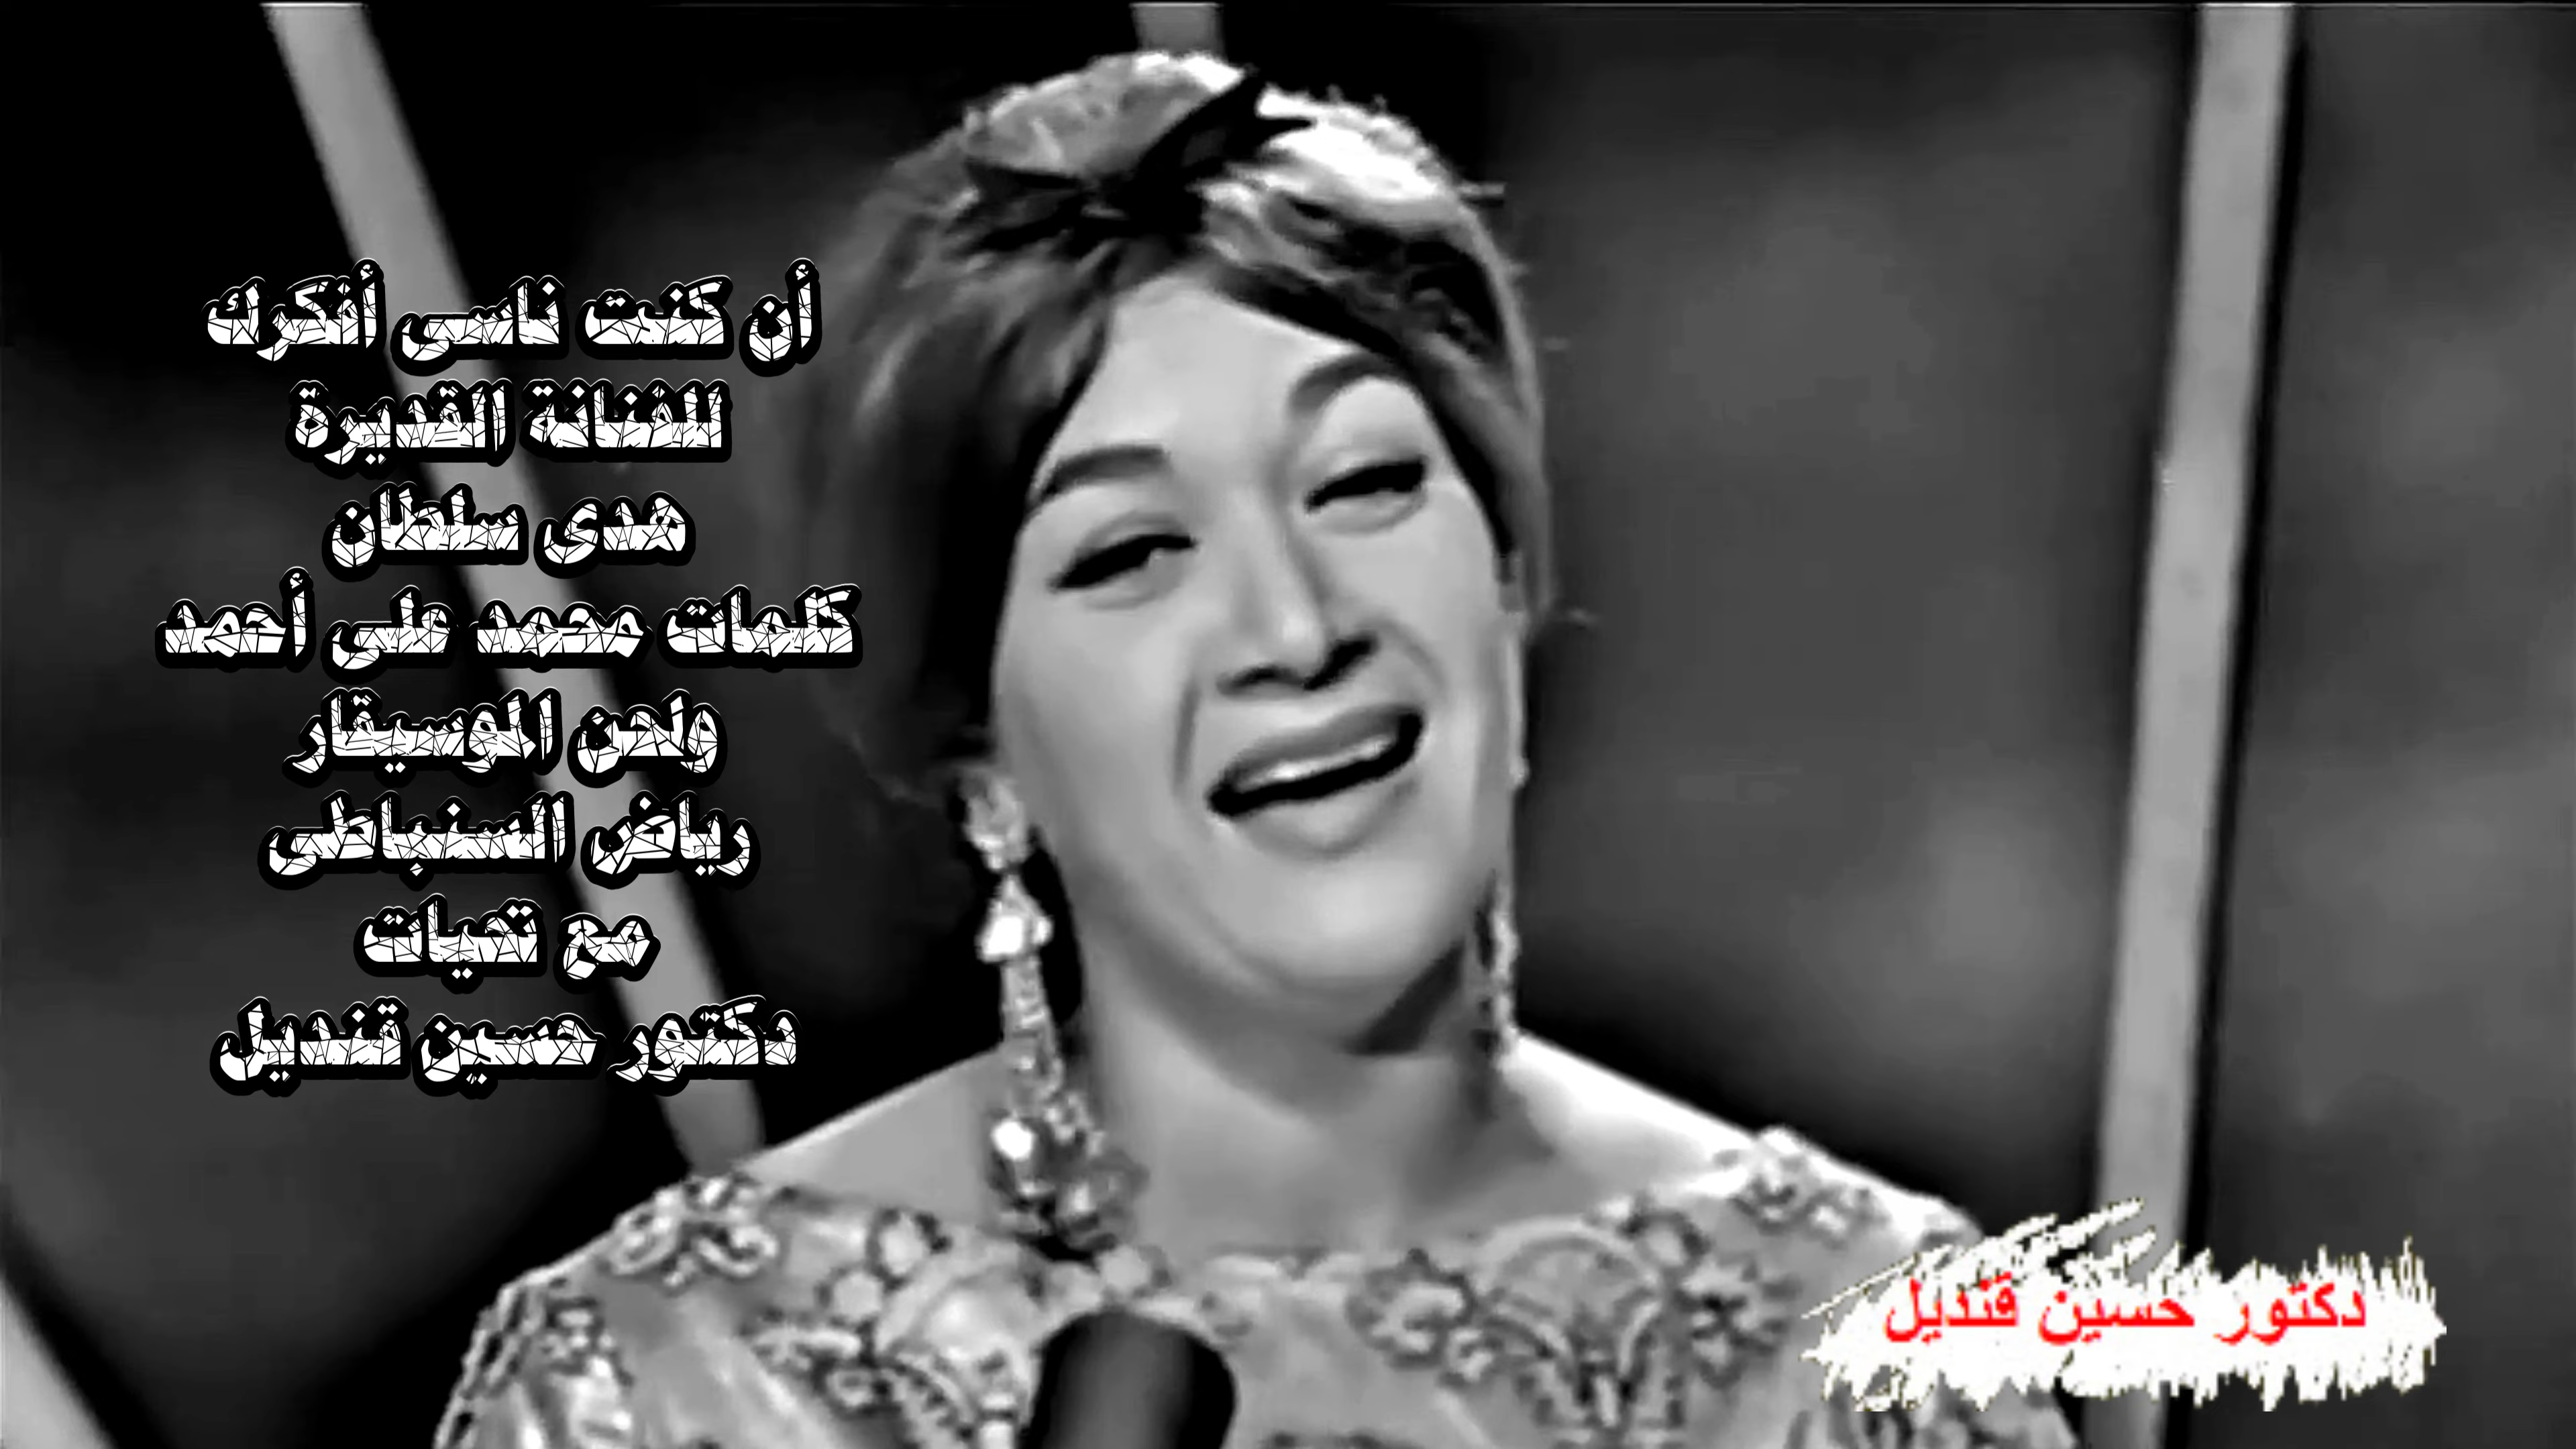 أن كنت ناسى أفكرك
للفنانة القديرة
هدى سلطان
كلمات محمد على أحمد
ولحن الموسيقار
رياض السنباطى
مع تحيات
دكتور حسين قنديل
دكتور حسين قنديل